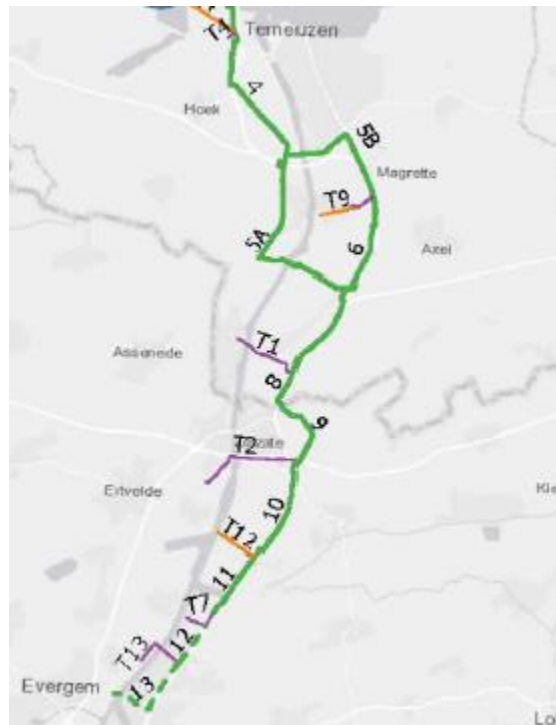 T4
Terneuzen
4
Hoek
5B
Magrette
T9
5A
6
Axel
T1
Assenede
8
9
T2
Ertvelde
10
T12
11
T7
12
T13
Evergem
13